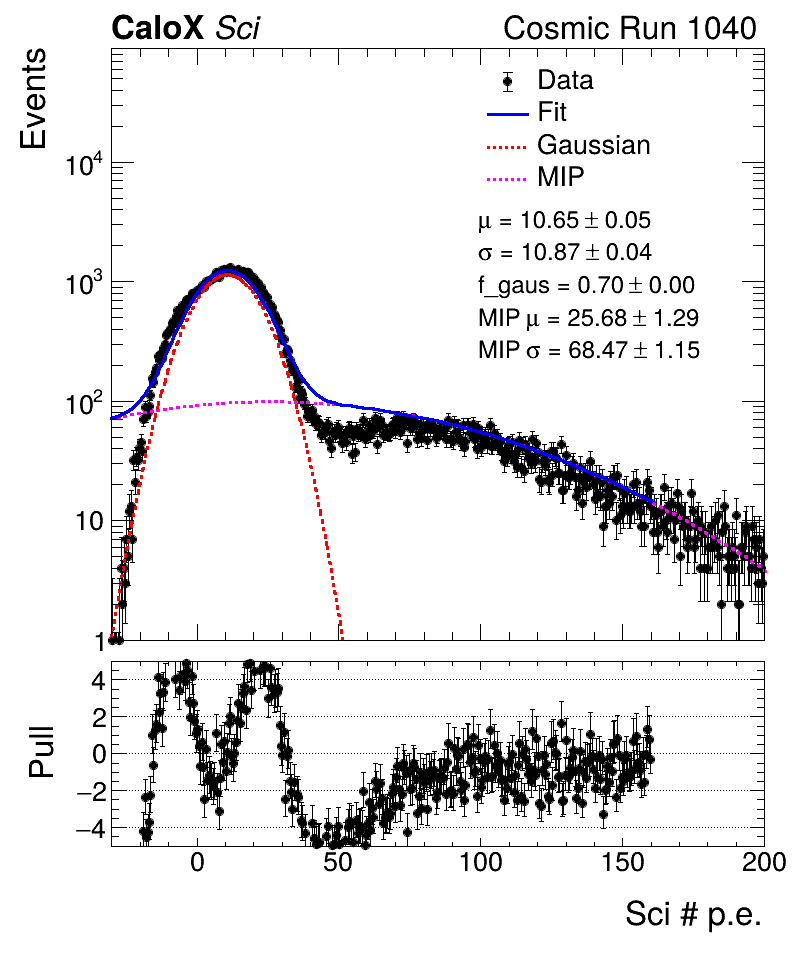 CaloX Sci
Cosmic Run 1040
Events
Data
Fit
Gaussian
MIP
μ = 10.65 ± 0.05
σ = 10.87 ± 0.04
f_gaus = 0.70 ± 0.00
MIP μ = 25.68 ± 1.29
MIP σ = 68.47 ± 1.15
10⁴
10³
10²
10
1
Pull
4
2
0
−2
−4
0 50 100 150 200
Sci # p.e.